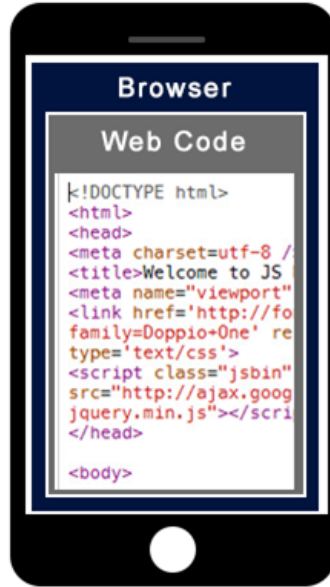 Browser
Web Code
<!DOCTYPE html>
<html>
<head>
<meta charset=utf-8 /
<title>Welcome to JS
<meta name="viewport"
<link href='http://fo
family=Doppio+One' re
type='text/css'>
<script class="jsbin"
src="http://ajax.goog
jquery.min.js"></scri
</head>
<body>